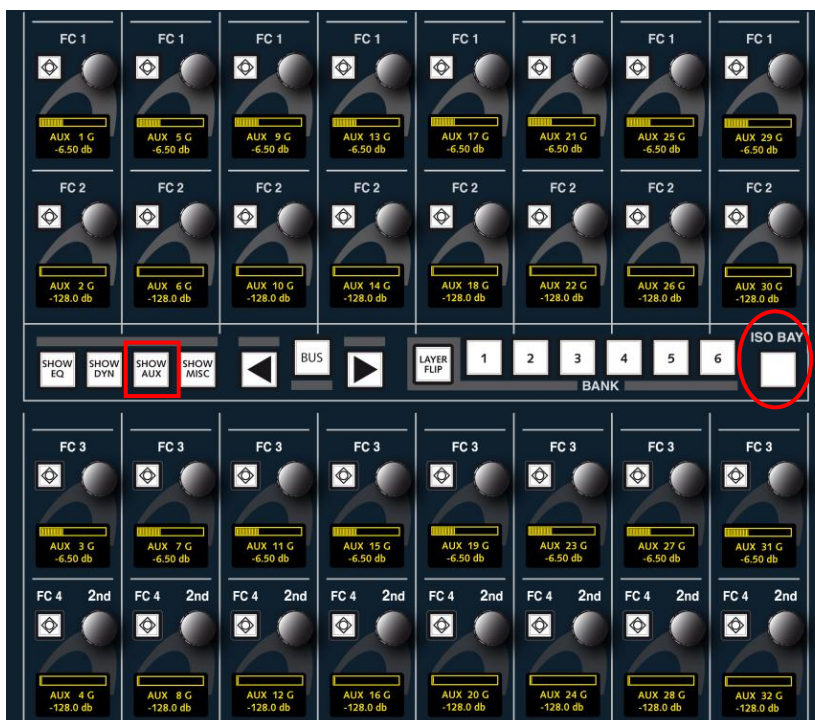 FC 1 FC 1 FC 1 FC 1 FC 1 FC 1 FC 1 FC 1
AUX 1 G AUX 5 G AUX 9 G AUX 13 G AUX 17 G AUX 21 G AUX 25 G AUX 29 G
-6.50 db -6.50 db -6.50 db -6.50 db -6.50 db -6.50 db -6.50 db -6.50 db
FC 2 FC 2 FC 2 FC 2 FC 2 FC 2 FC 2 FC 2
AUX 2 G AUX 6 G AUX 10 G AUX 14 G AUX 18 G AUX 22 G AUX 26 G AUX 30 G
-128.0 db -128.0 db -128.0 db -128.0 db -128.0 db -128.0 db -128.0 db -128.0 db
ISO BAY
SHOW EQ SHOW DYN SHOW AUX SHOW MISC BUS LAYER FLIP 1 2 3 4 5 6
BANK
FC 3 FC 3 FC 3 FC 3 FC 3 FC 3 FC 3 FC 3
AUX 3 G AUX 7 G AUX 11 G AUX 15 G AUX 19 G AUX 23 G AUX 27 G AUX 31 G
-6.50 db -6.50 db -6.50 db -6.50 db -6.50 db -6.50 db -6.50 db -6.50 db
FC 4 2nd FC 4 2nd FC 4 2nd FC 4 2nd FC 4 2nd FC 4 2nd FC 4 2nd FC 4 2nd
AUX 4 G AUX 8 G AUX 12 G AUX 16 G AUX 20 G AUX 24 G AUX 28 G AUX 32 G
-128.0 db -128.0 db -128.0 db -128.0 db -128.0 db -128.0 db -128.0 db -128.0 db